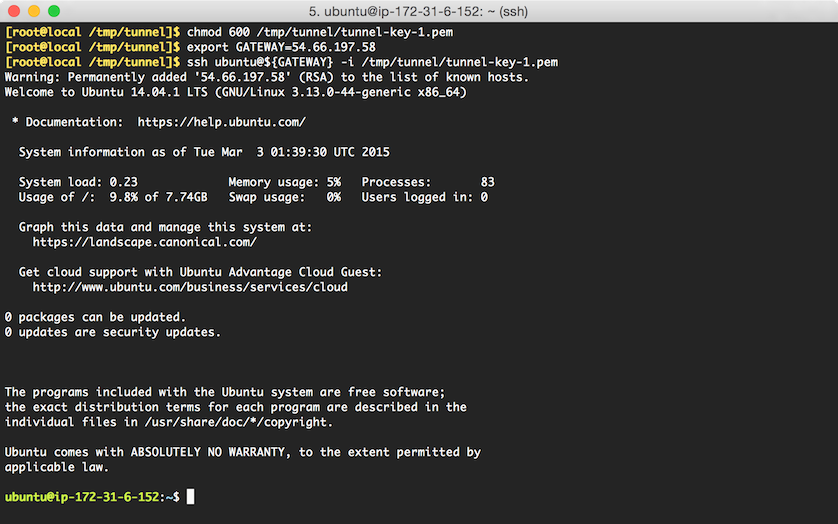 5. ubuntu@ip-172-31-6-152: ~ (ssh)
[root@local /tmp/tunnel]$ chmod 600 /tmp/tunnel/tunnel-key-1.pem
[root@local /tmp/tunnel]$ export GATEWAY=54.66.197.58
[root@local /tmp/tunnel]$ ssh ubuntu@${GATEWAY} -i /tmp/tunnel/tunnel-key-1.pem
Warning: Permanently added '54.66.197.58' (RSA) to the list of known hosts.
Welcome to Ubuntu 14.04.1 LTS (GNU/Linux 3.13.0-44-generic x86_64)
* Documentation:  https://help.ubuntu.com/
System information as of Tue Mar  3 01:39:30 UTC 2015
System load: 0.23             Memory usage: 5%   Processes:       83
Usage of /:  9.8% of 7.74GB   Swap usage:   0%   Users logged in: 0
Graph this data and manage this system at:
https://landscape.canonical.com/
Get cloud support with Ubuntu Advantage Cloud Guest:
http://www.ubuntu.com/business/services/cloud
0 packages can be updated.
0 updates are security updates.
The programs included with the Ubuntu system are free software;
the exact distribution terms for each program are described in the
individual files in /usr/share/doc/*/copyright.
Ubuntu comes with ABSOLUTELY NO WARRANTY, to the extent permitted by
applicable law.
ubuntu@ip-172-31-6-152:~$